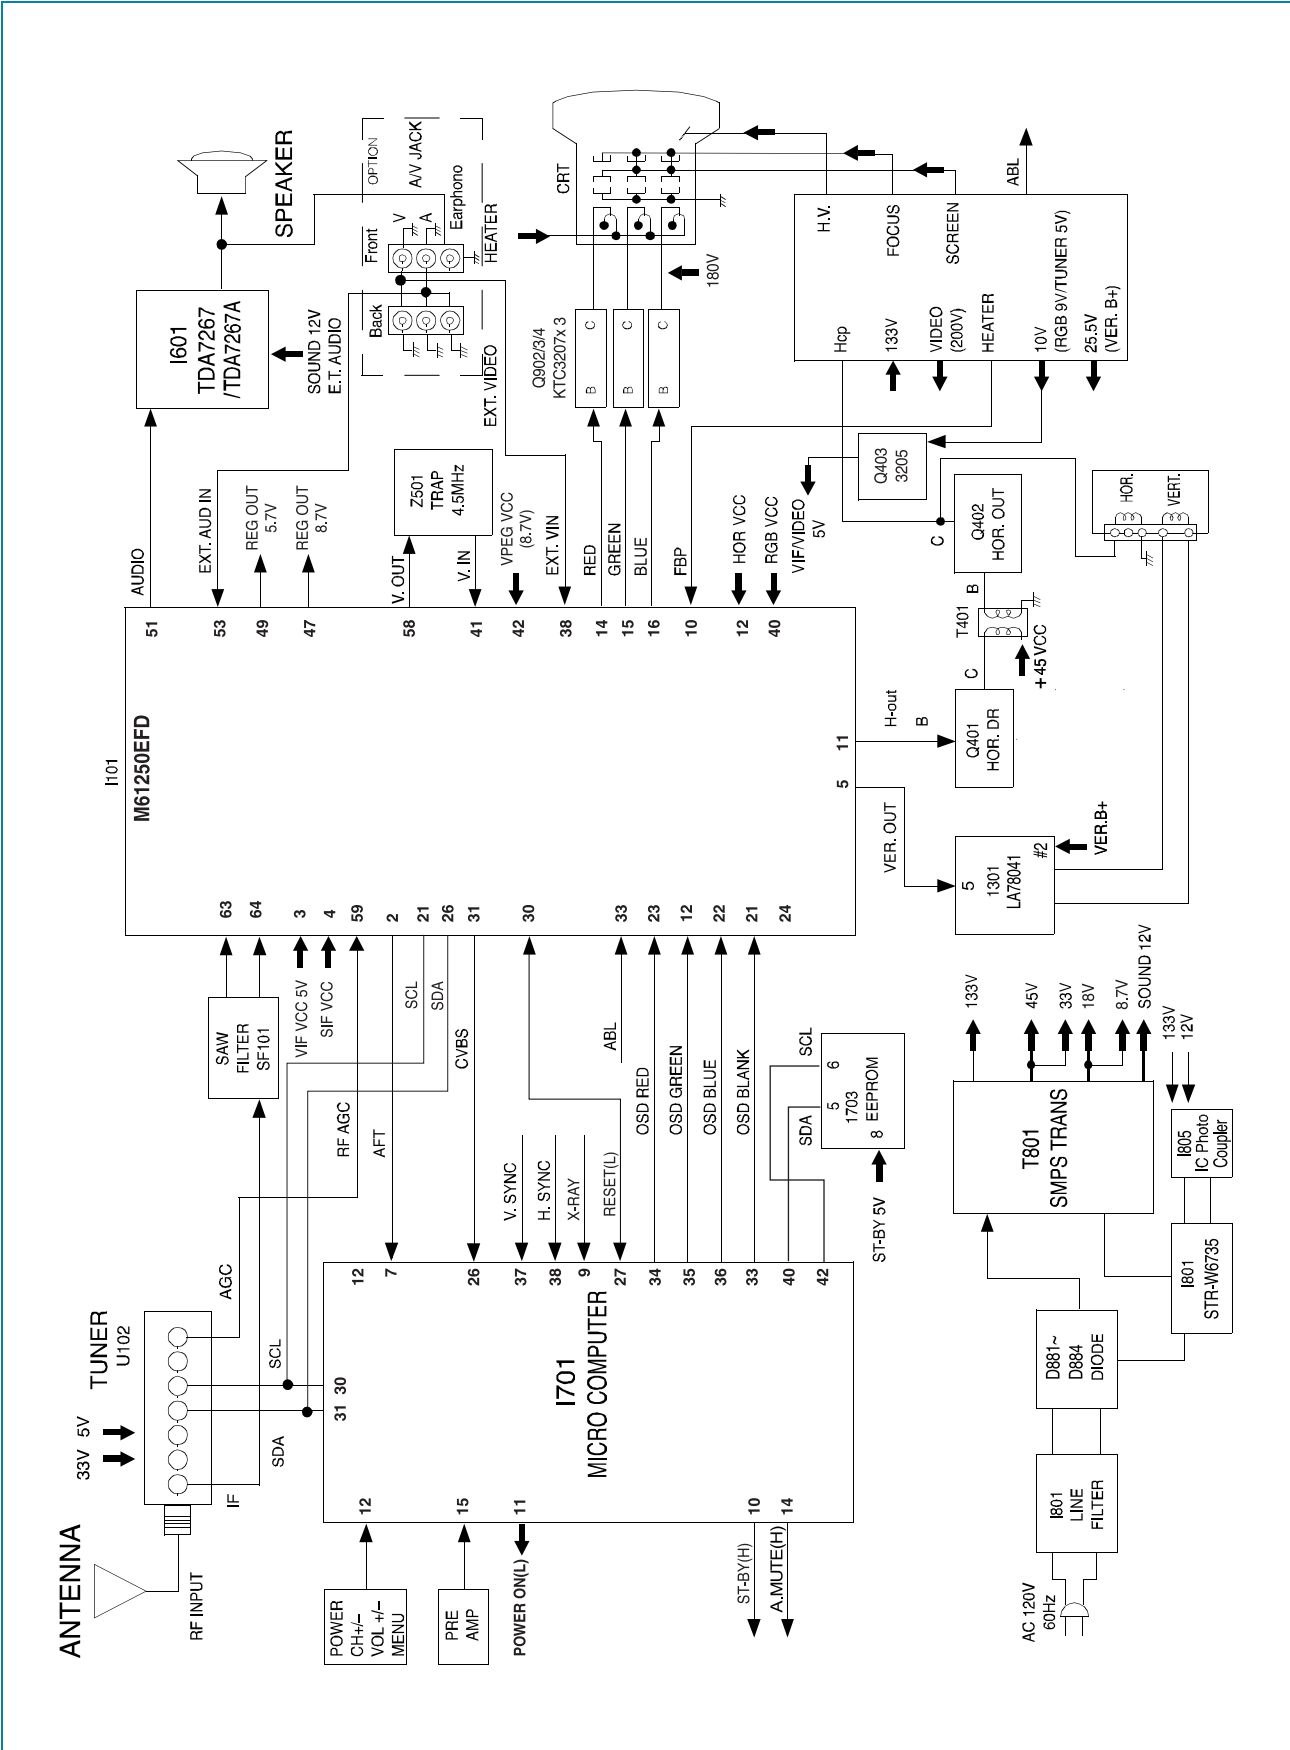 ANTENNA
RF INPUT
33V 5V
TUNER
U102
IF
AGC
SCL
SDA
SAW
FILTER
SF101
RF AGC
AFT
VIF VCC 5V
SIF VCC
SCL
SDA
CVBS
ABL
OSD RED
OSD GREEN
OSD BLUE
OSD BLANK
V. SYNC
H. SYNC
X-RAY
RESET(L)
I701
MICRO COMPUTER
31 30
12
7
26
37
38
9
27
34
35
36
33
40
42
12
15
11
10
14
POWER
CH+/–
VOL +/–
MENU
PRE
AMP
POWER ON(L)
ST-BY(H)
A.MUTE(H)
SDA
SCL
5 6
1703
8 EEPROM
ST-BY 5V
I101
M61250EFD
63
64
3
4
59
2
21
26
31
30
33
23
12
22
21
24
51
53
49
47
58
41
42
38
14
15
16
10
12
40
5
11
AUDIO
I601
TDA7267
/TDA7267A
SPEAKER
SOUND 12V
E.T. AUDIO
EXT. AUD IN
REG OUT
5.7V
REG OUT
8.7V
V. OUT
Z501
TRAP
4.5MHz
V. IN
VPEG VCC
(8.7V)
EXT. VIN
EXT. VIDEO
OPTION
A/V JACK
Front
V
A
Earphono
Back
HEATER
RED
GREEN
BLUE
FBP
HOR VCC
RGB VCC
VIF/VIDEO
5V
Q902/3/4
KTC3207x 3
B C
B C
B C
180V
CRT
H.V.
FOCUS
SCREEN
ABL
Hcp
133V
VIDEO
(200V)
HEATER
10V
(RGB 9V/TUNER 5V)
25.5V
(VER. B+)
Q403
3205
C
Q402
HOR. OUT
B
T401
+ 45 VCC
C
Q401
HOR. DR
H-out
B
HOR.
VERT.
VER. OUT
5
1301
LA78041
#2
VER.B+
AC 120V
60Hz
I801
LINE
FILTER
D881~
D884
DIODE
I801
STR-W6735
I805
IC Photo
Coupler
133V
12V
T801
SMPS TRANS
133V
45V
33V
18V
8.7V
SOUND 12V